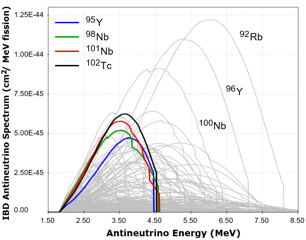 IBD Antineutrino Spectrum (cm²/ MeV fission)
1.25E-44
1.00E-44
7.50E-45
5.00E-45
2.50E-45
0.00
⁹⁵Y
⁹⁸Nb
¹⁰¹Nb
¹⁰²Tc
⁹²Rb
⁹⁶Y
¹⁰⁰Nb
1.50 2.50 3.50 4.50 5.50 6.50 7.50 8.50
Antineutrino Energy (MeV)